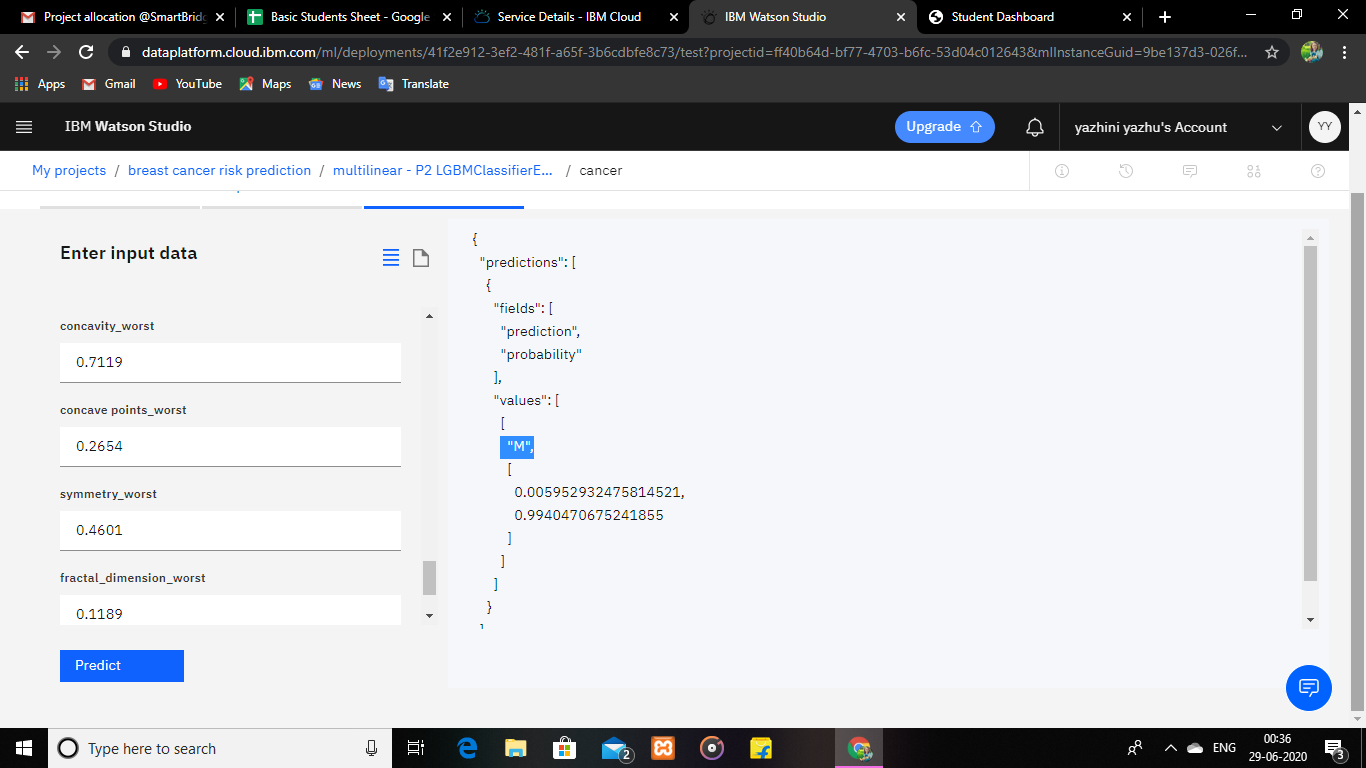 Project allocation @SmartBridg
Basic Students Sheet - Google
Service Details - IBM Cloud
IBM Watson Studio
Student Dashboard
dataplatform.cloud.ibm.com/ml/deployments/41f2e912-3ef2-481f-a65f-3b6cdbfe8c73/test?projectid=ff40b64d-bf77-4703-b6fc-53d04c012643&mlInstanceGuid=9be137d3-026f...
Apps Gmail YouTube Maps News Translate
IBM Watson Studio
Upgrade
yazhini yazhu's Account
YY
My projects / breast cancer risk prediction / multilinear - P2 LGBMClassifierE... / cancer
Enter input data
concavity_worst
0.7119
concave points_worst
0.2654
symmetry_worst
0.4601
fractal_dimension_worst
0.1189
Predict
{
"predictions": [
{
"fields": [
"prediction",
"probability"
],
"values": [
[
"M",
[
0.005952932475814521,
0.9940470675241855
]
]
]
}
]
Type here to search
2
ENG
00:36
29-06-2020
3